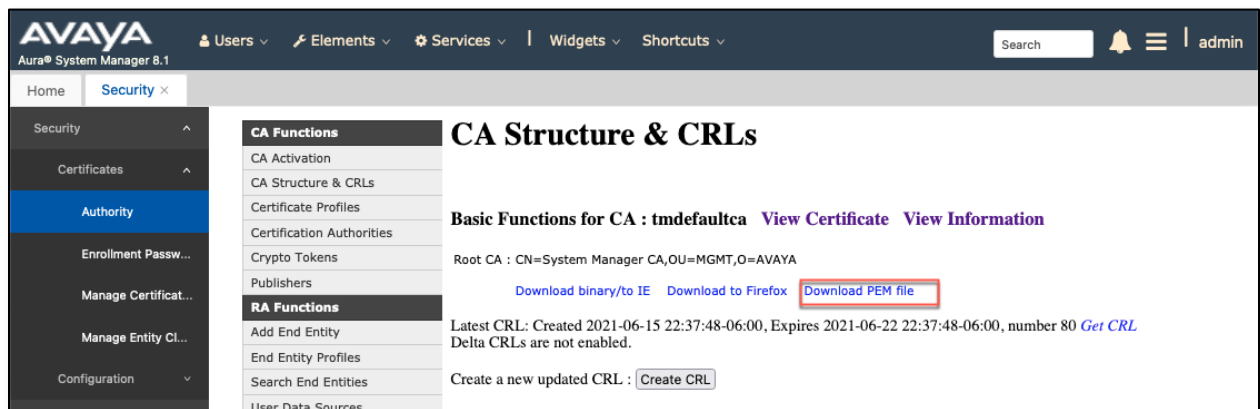 AVAYA
Aura® System Manager 8.1
Users Elements Services | Widgets Shortcuts
Search
admin
Home Security ×
Security
Certificates
Authority
Enrollment Passw...
Manage Certificat...
Manage Entity Cl...
Configuration
CA Functions
CA Activation
CA Structure & CRLs
Certificate Profiles
Certification Authorities
Crypto Tokens
Publishers
RA Functions
Add End Entity
End Entity Profiles
Search End Entities
User Data Sources
CA Structure & CRLs
Basic Functions for CA : tmdefaultca View Certificate View Information
Root CA : CN=System Manager CA,OU=MGMT,O=AVAYA
Download binary/to IE Download to Firefox Download PEM file
Latest CRL: Created 2021-06-15 22:37:48-06:00, Expires 2021-06-22 22:37:48-06:00, number 80 Get CRL
Delta CRLs are not enabled.
Create a new updated CRL : Create CRL